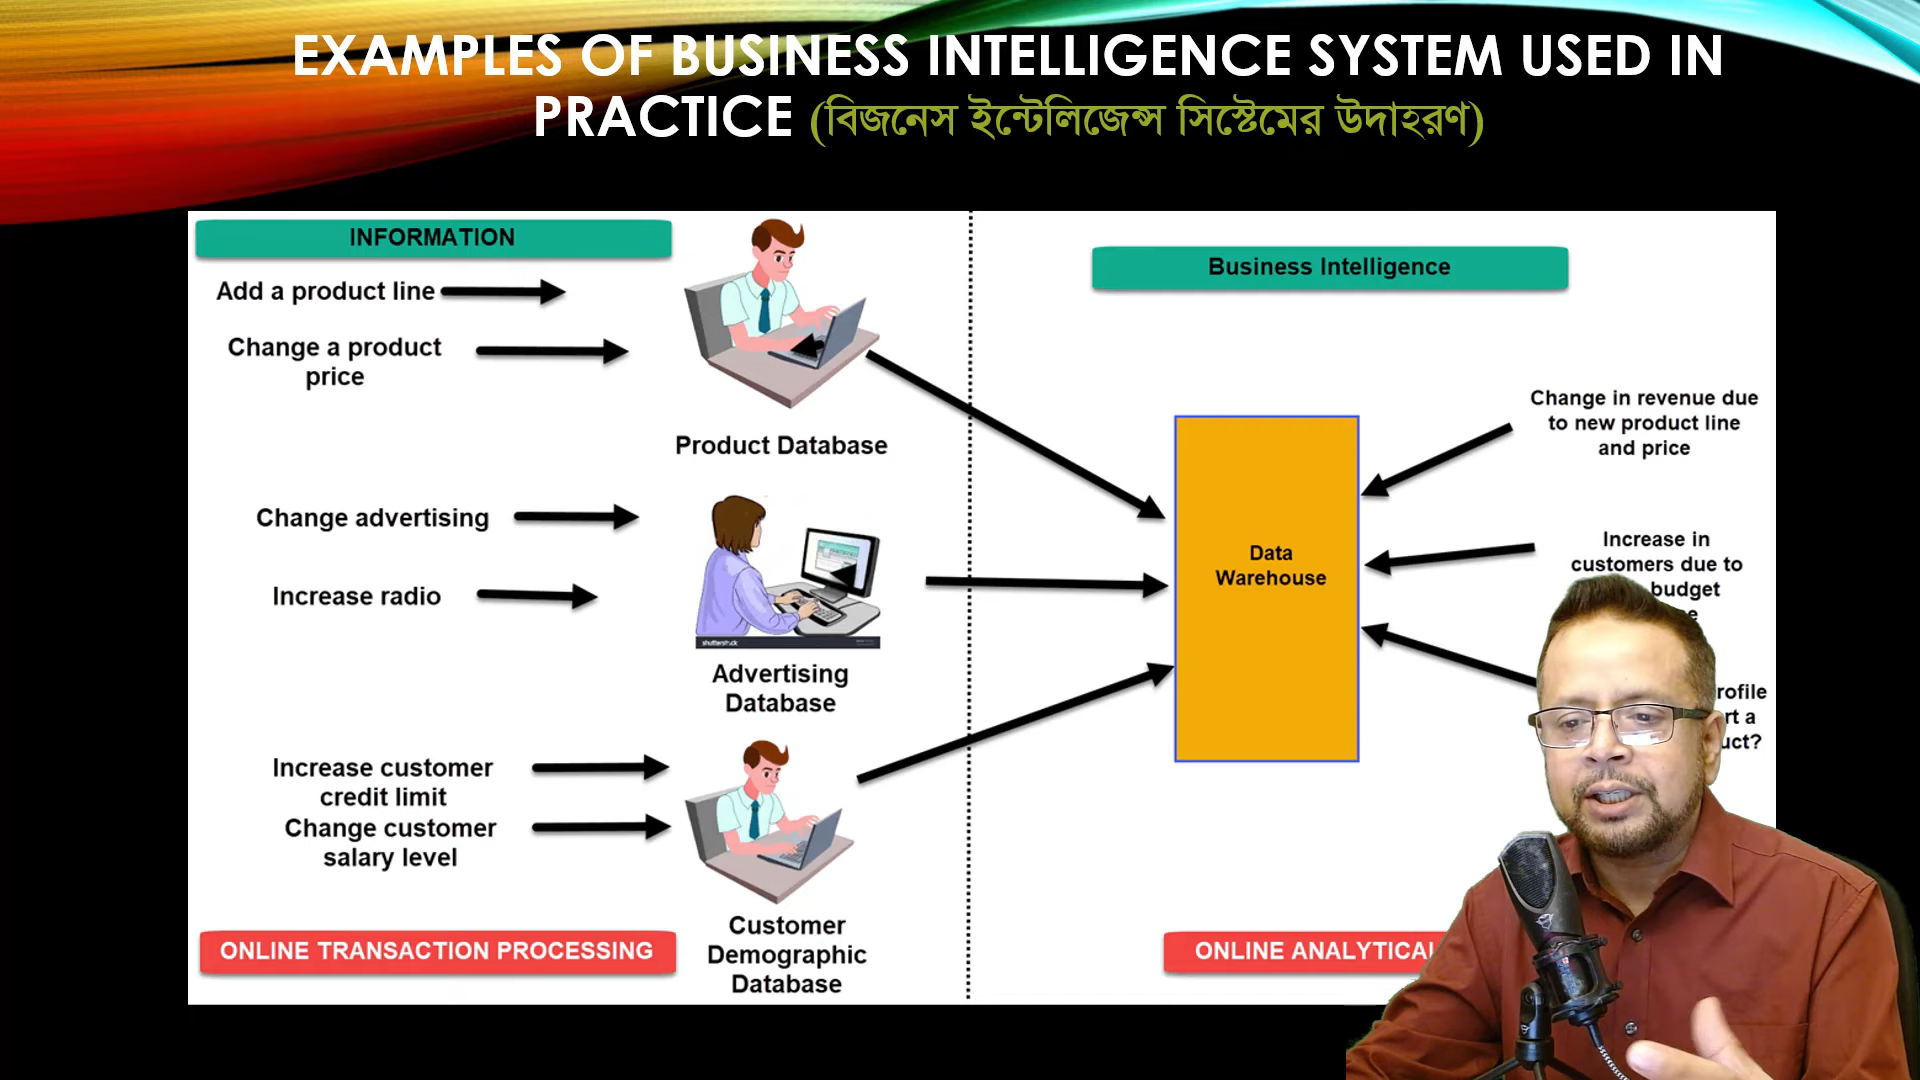 EXAMPLES OF BUSINESS INTELLIGENCE SYSTEM USED IN
PRACTICE (বিজনেস ইন্টেলিজেন্স সিস্টেমের উদাহরণ)
INFORMATION
Add a product line
Change a product
price
Product Database
Change advertising
Increase radio
shutterstock
Advertising
Database
Increase customer
credit limit
Change customer
salary level
Customer
Demographic
Database
ONLINE TRANSACTION PROCESSING
Business Intelligence
Data
Warehouse
Change in revenue due
to new product line
and price
Increase in
customers due to
budget
ONLINE ANALYTICAL